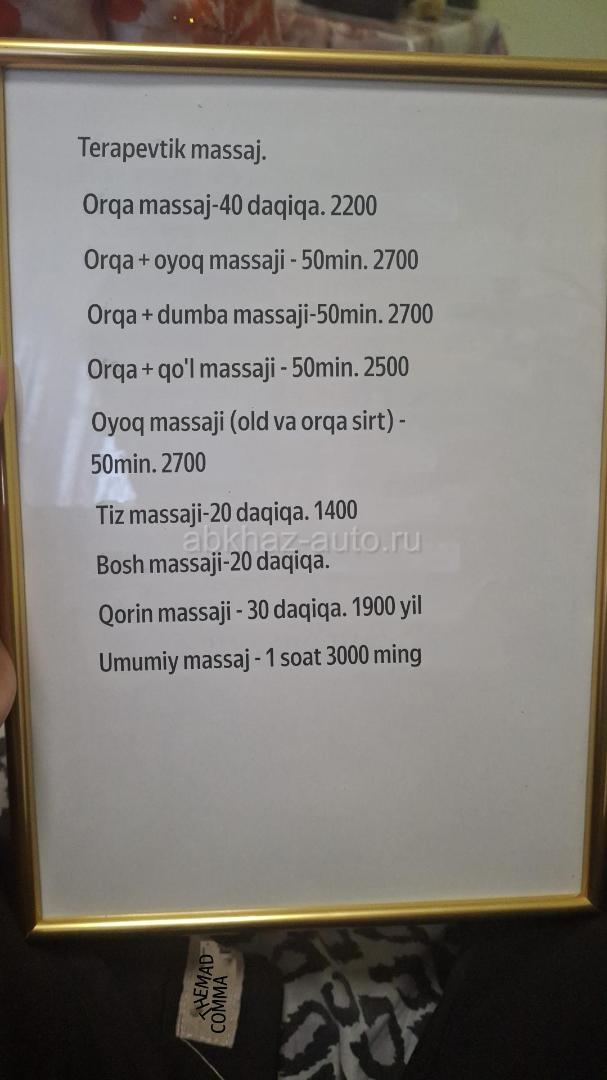 Terapevtik massaj.
Orqa massaj-40 daqiqa. 2200
Orqa + oyoq massaji - 50min. 2700
Orqa + dumba massaji-50min. 2700
Orqa + qo'l massaji - 50min. 2500
Oyoq massaji (old va orqa sirt) -
50min. 2700
Tiz massaji-20 daqiqa. 1400
abkhaz-auto.ru
Bosh massaji-20 daqiqa.
Qorin massaji - 30 daqiqa. 1900 yil
Umumiy massaj - 1 soat 3000 ming
THEMAD
COMMA